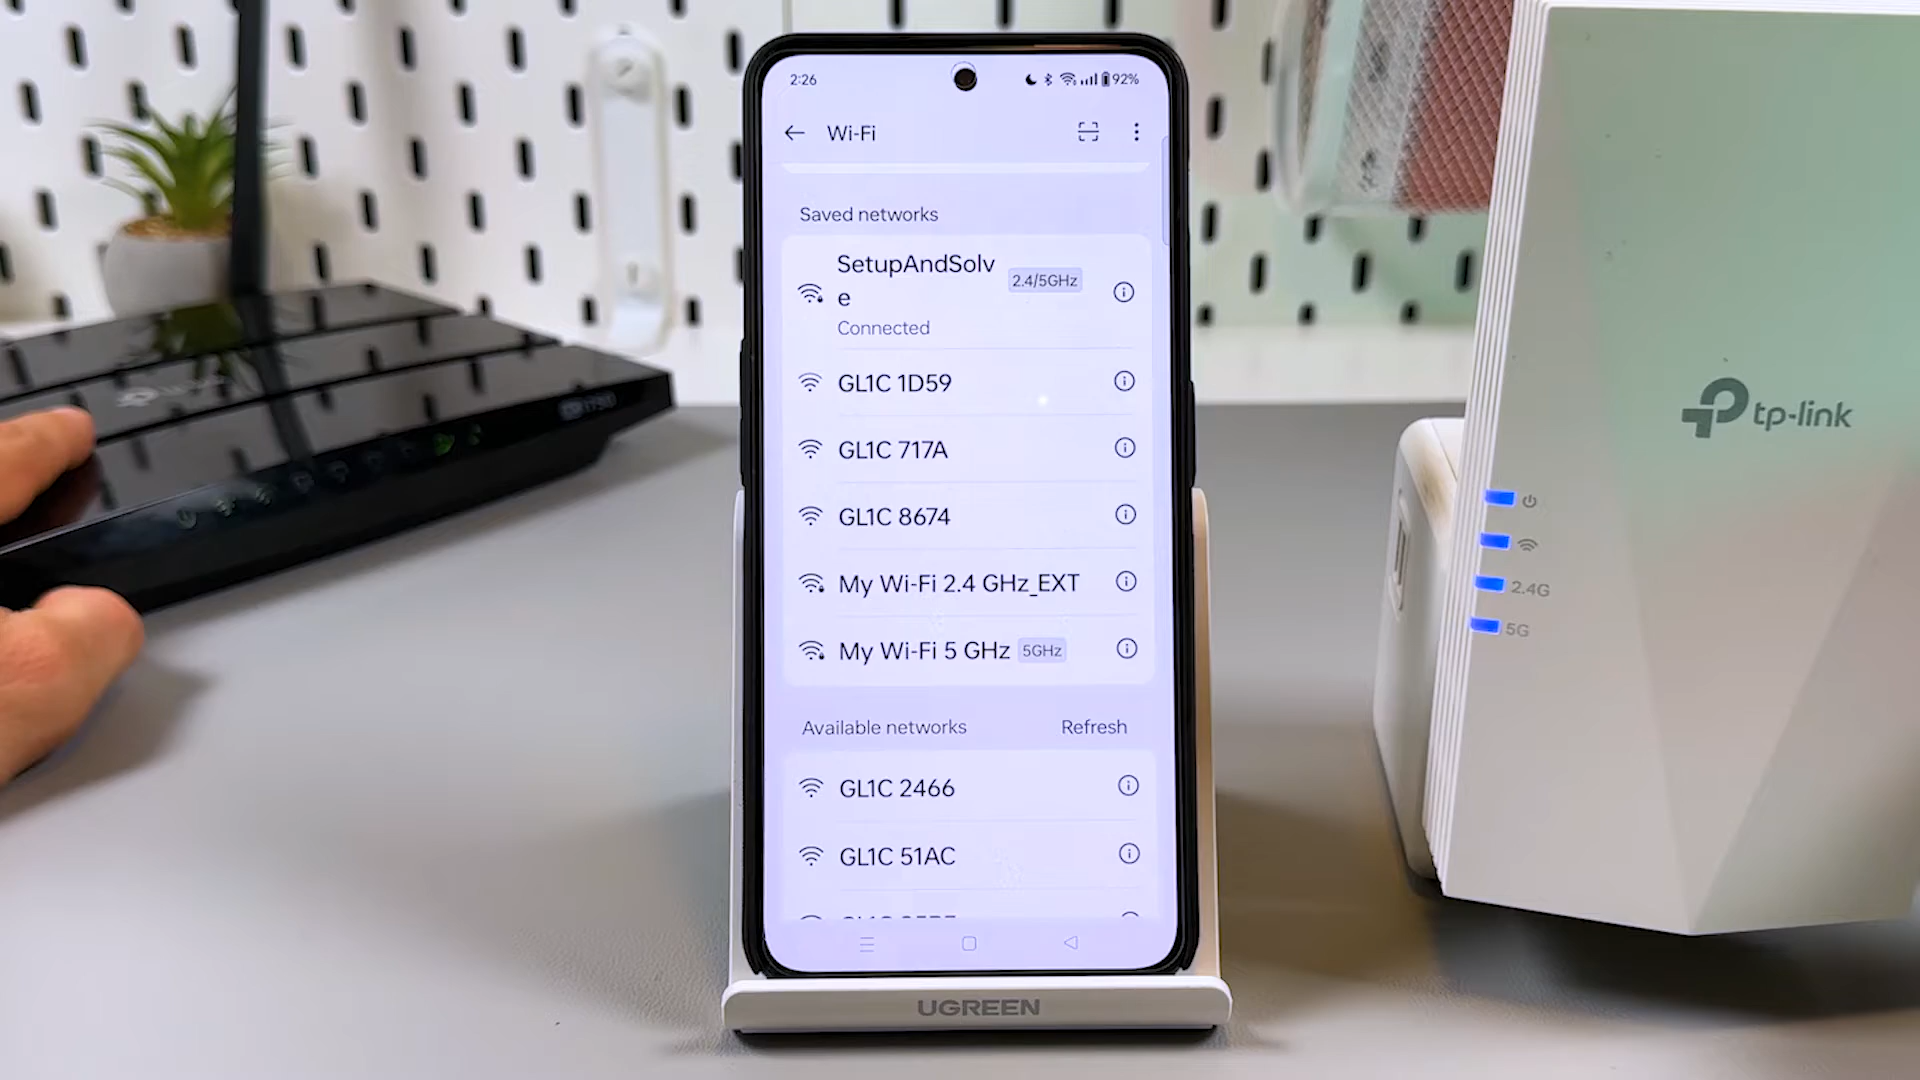 2:26
92%
Wi-Fi
Saved networks
SetupAndSolv
e
2.4/5GHz
Connected
GL1C 1D59
GL1C 717A
GL1C 8674
My Wi-Fi 2.4 GHz_EXT
My Wi-Fi 5 GHz 5GHz
Available networks Refresh
GL1C 2466
GL1C 51AC
UGREEN
tp-link
2.4G
5G